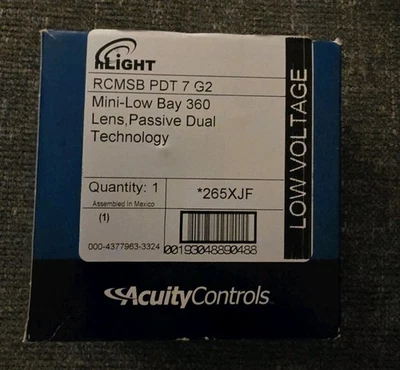 nLIGHT
RCMSB PDT 7 G2
Mini-Low Bay 360
Lens,Passive Dual
Technology
LOW VOLTAGE
Quantity: 1
Assembled In Mexico
(1)
*265XJF
000-4377963-3324
00193048890488
AcuityControls